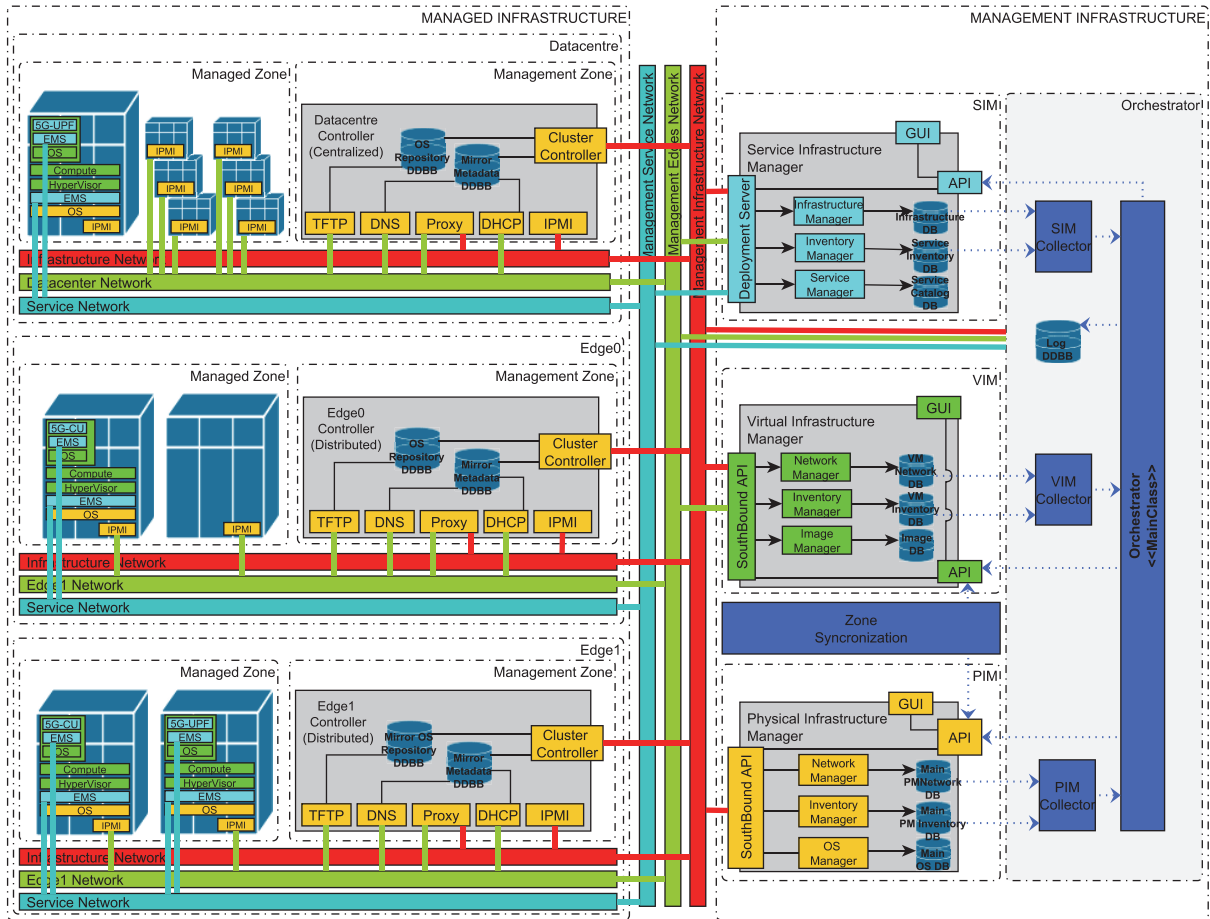 MANAGED INFRASTRUCTURE
Datacentre
Managed Zone
5G-UPF
EMS
OS
Compute
HyperVisor
EMS
OS
IPMI
IPMI
IPMI
IPMI
IPMI
IPMI
IPMI
Management Zone
Datacentre
Controller
(Centralized)
OS
Repository
DDBB
Mirror
Metadata
DDBB
Cluster
Controller
TFTP
DNS
Proxy
DHCP
IPMI
Infrastructure Network
Datacenter Network
Service Network
Edge0
Managed Zone
5G-CU
EMS
OS
Compute
HyperVisor
EMS
OS
IPMI
IPMI
Management Zone
Edge0
Controller
(Distributed)
OS
Repository
DDBB
Mirror
Metadata
DDBB
Cluster
Controller
TFTP
DNS
Proxy
DHCP
IPMI
Infrastructure Network
Edge1 Network
Service Network
Edge1
Managed Zone
5G-CU
EMS
OS
Compute
HyperVisor
EMS
OS
IPMI
5G-UPF
EMS
OS
Compute
HyperVisor
EMS
OS
IPMI
Management Zone
Edge1
Controller
(Distributed)
Mirror OS
Repository
DDBB
Mirror
Metadata
DDBB
Cluster
Controller
TFTP
DNS
Proxy
DHCP
IPMI
Infrastructure Network
Edge1 Network
Service Network
Management Service Network
Management Edges Network
Management Infrastructure Network
MANAGEMENT INFRASTRUCTURE
SIM
Service Infrastructure
Manager
GUI
API
Deployment Server
Infrastructure
Manager
Inventory
Manager
Service
Manager
Infrastructure
DB
Service
Inventory
DB
Service
Catalog
DB
VIM
Virtual Infrastructure
Manager
GUI
SouthBound API
Network
Manager
Inventory
Manager
Image
Manager
VM
Network
DB
VM
Inventory
DB
Image
DB
API
Zone
Syncronization
PIM
Physical Infrastructure
Manager
GUI
API
SouthBound API
Network
Manager
Inventory
Manager
OS
Manager
Main
PMNetwork
DB
Main
PM Inventory
DB
Main
OS DB
Orchestrator
SIM
Collector
Log
DDBB
VIM
Collector
PIM
Collector
Orchestrator
<<MainClass>>